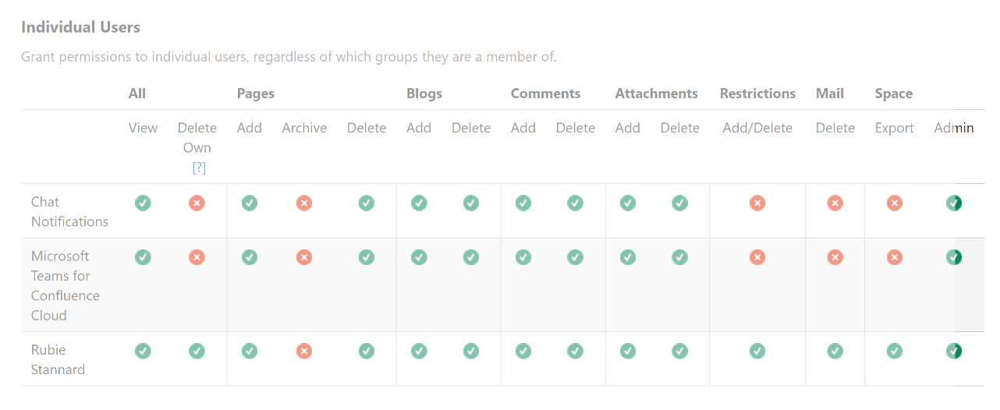 Individual Users
Grant permissions to individual users, regardless of which groups they are a member of.
All Pages Blogs Comments Attachments Restrictions Mail Space
View Delete Add Archive Delete Add Delete Add Delete Add Delete Add/Delete Delete Export Admin
Own
[?]
Chat
Notifications
Microsoft
Teams for
Confluence
Cloud
Rubie
Stannard